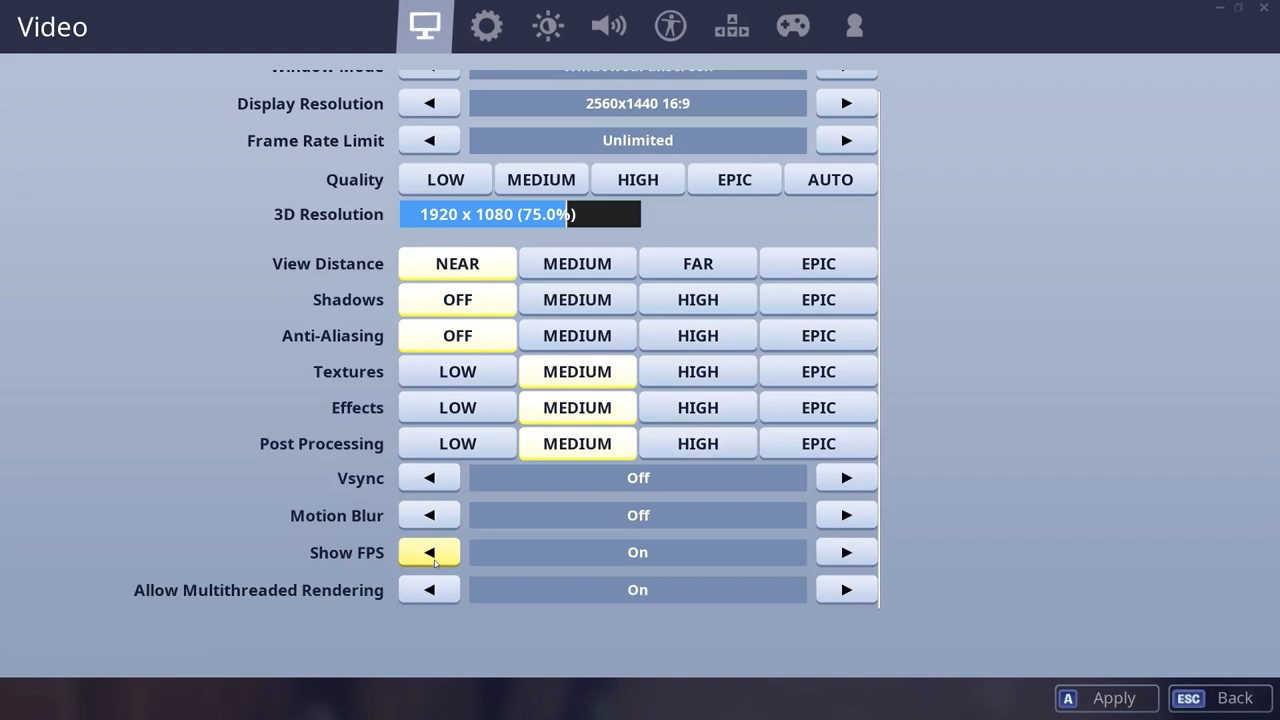 Video
Window Mode
Display Resolution 2560x1440 16:9
Frame Rate Limit Unlimited
Quality LOW MEDIUM HIGH EPIC AUTO
3D Resolution 1920 x 1080 (75.0%)
View Distance NEAR MEDIUM FAR EPIC
Shadows OFF MEDIUM HIGH EPIC
Anti-Aliasing OFF MEDIUM HIGH EPIC
Textures LOW MEDIUM HIGH EPIC
Effects LOW MEDIUM HIGH EPIC
Post Processing LOW MEDIUM HIGH EPIC
Vsync Off
Motion Blur Off
Show FPS On
Allow Multithreaded Rendering On
A Apply ESC Back